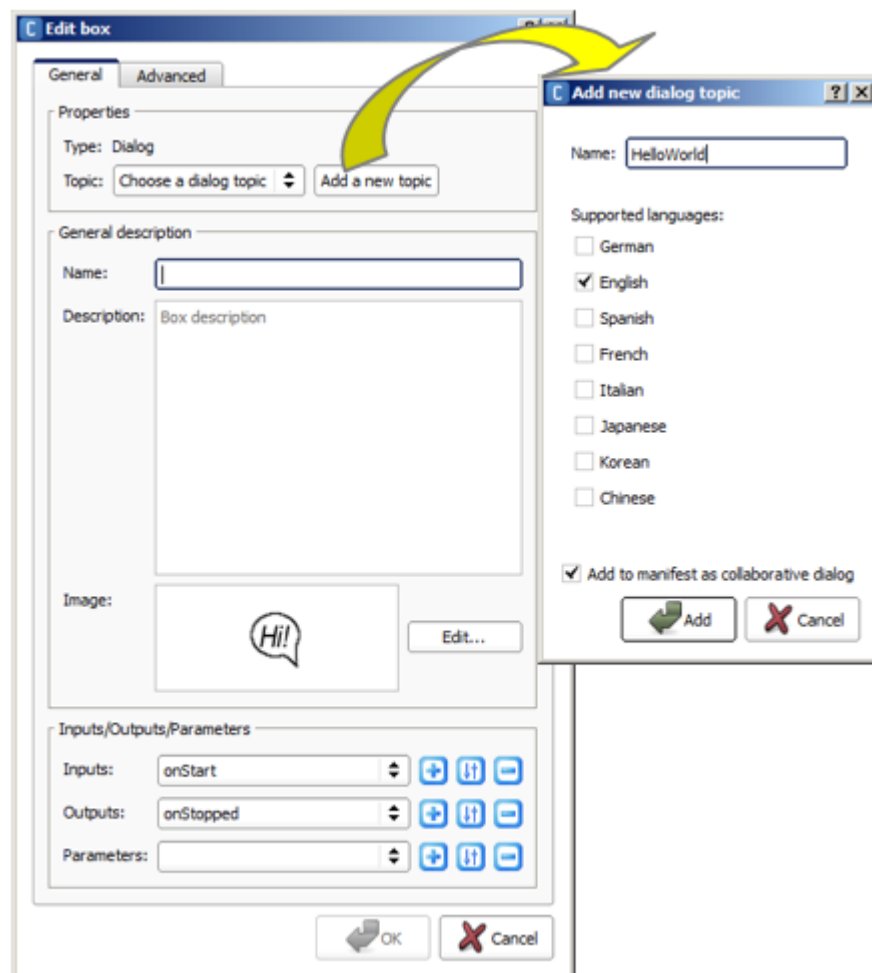 C Edit box
General Advanced
Properties
Type: Dialog
Topic: Choose a dialog topic Add a new topic
General description
Name:
Description: Box description
Image: Hi! Edit...
Inputs/Outputs/Parameters
Inputs: onStart
Outputs: onStopped
Parameters:
OK Cancel
C Add new dialog topic ? X
Name: HelloWorld
Supported languages:
German
English
Spanish
French
Italian
Japanese
Korean
Chinese
Add to manifest as collaborative dialog
Add Cancel